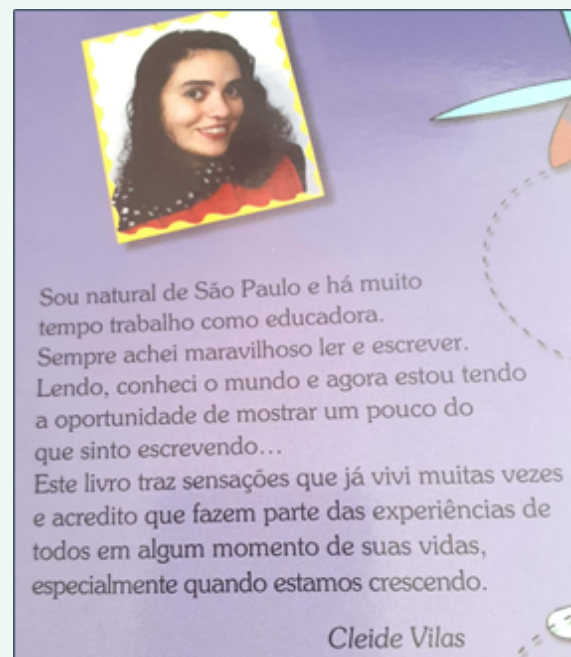 Sou natural de São Paulo e há muito
tempo trabalho como educadora.
Sempre achei maravilhoso ler e escrever.
Lendo, conheci o mundo e agora estou tendo
a oportunidade de mostrar um pouco do
que sinto escrevendo...
Este livro traz sensações que já vivi muitas vezes
e acredito que fazem parte das experiências de
todos em algum momento de suas vidas,
especialmente quando estamos crescendo.
Cleide Vilas